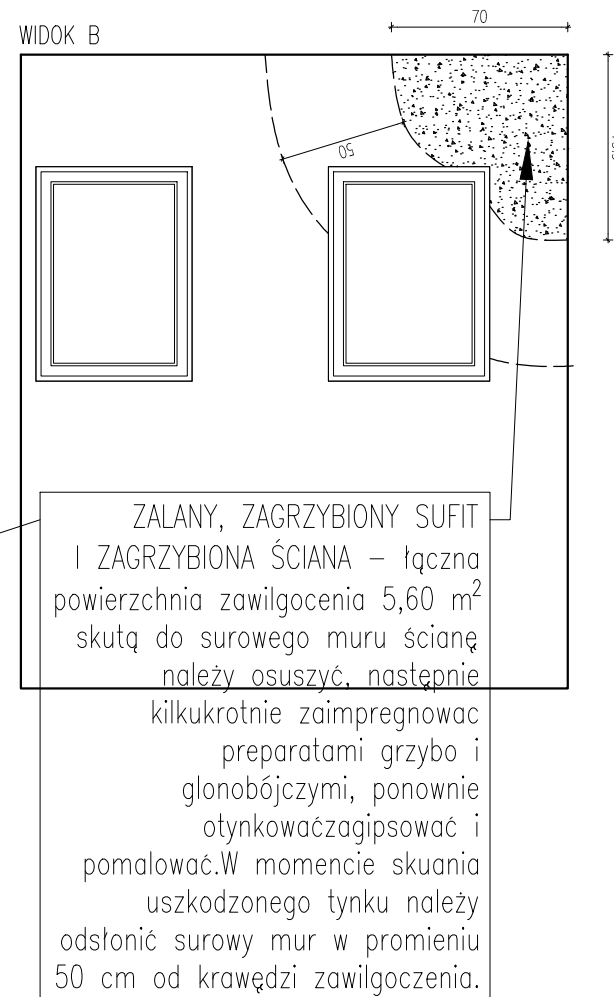 70
WIDOK B
50
ZALANY, ZAGRZYBIONY SUFIT
I ZAGRZYBIONA ŚCIANA – łączna
powierzchnia zawilgocenia 5,60 m²
skutą do surowego muru ścianę
należy osuszyć, następnie
kilkukrotnie zaimpregnowac
preparatami grzybo i
glonobójczymi, ponownie
otynkowaćzagipsować i
pomalować.W momencie skuania
uszkodzonego tynku należy
odsłonić surowy mur w promieniu
50 cm od krawędzi zawilgoczenia.